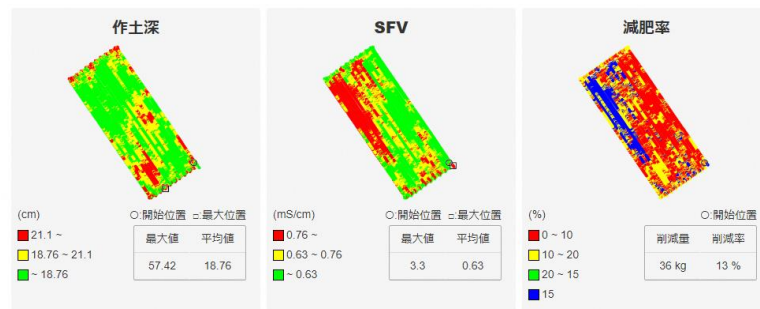 作土深
(cm)
○:開始位置 □:最大位置
21.1 ~
18.76 ~ 21.1
~ 18.76
最大値 平均値
57.42 18.76
SFV
(mS/cm)
○:開始位置 □:最大位置
0.76 ~
0.63 ~ 0.76
~ 0.63
最大値 平均値
3.3 0.63
減肥率
(%)
○:開始位置
0 ~ 10
10 ~ 20
20 ~ 15
15
削減量 削減率
36 kg 13 %